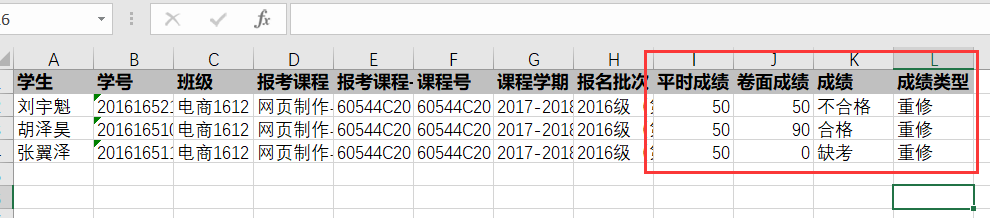 6 fx
A B C D E F G H I J K L
学生 学号 班级 报考课程 报考课程- 课程号 课程学期 报名批次 平时成绩 卷面成绩 成绩 成绩类型
刘宇魁 201616521 电商1612 网页制作- 60544C20 60544C20 2017-2018 2016级 50 50 不合格 重修
胡泽昊 201616510 电商1612 网页制作- 60544C20 60544C20 2017-2018 2016级 50 90 合格 重修
张翼泽 201616511 电商1612 网页制作- 60544C20 60544C20 2017-2018 2016级 50 0 缺考 重修